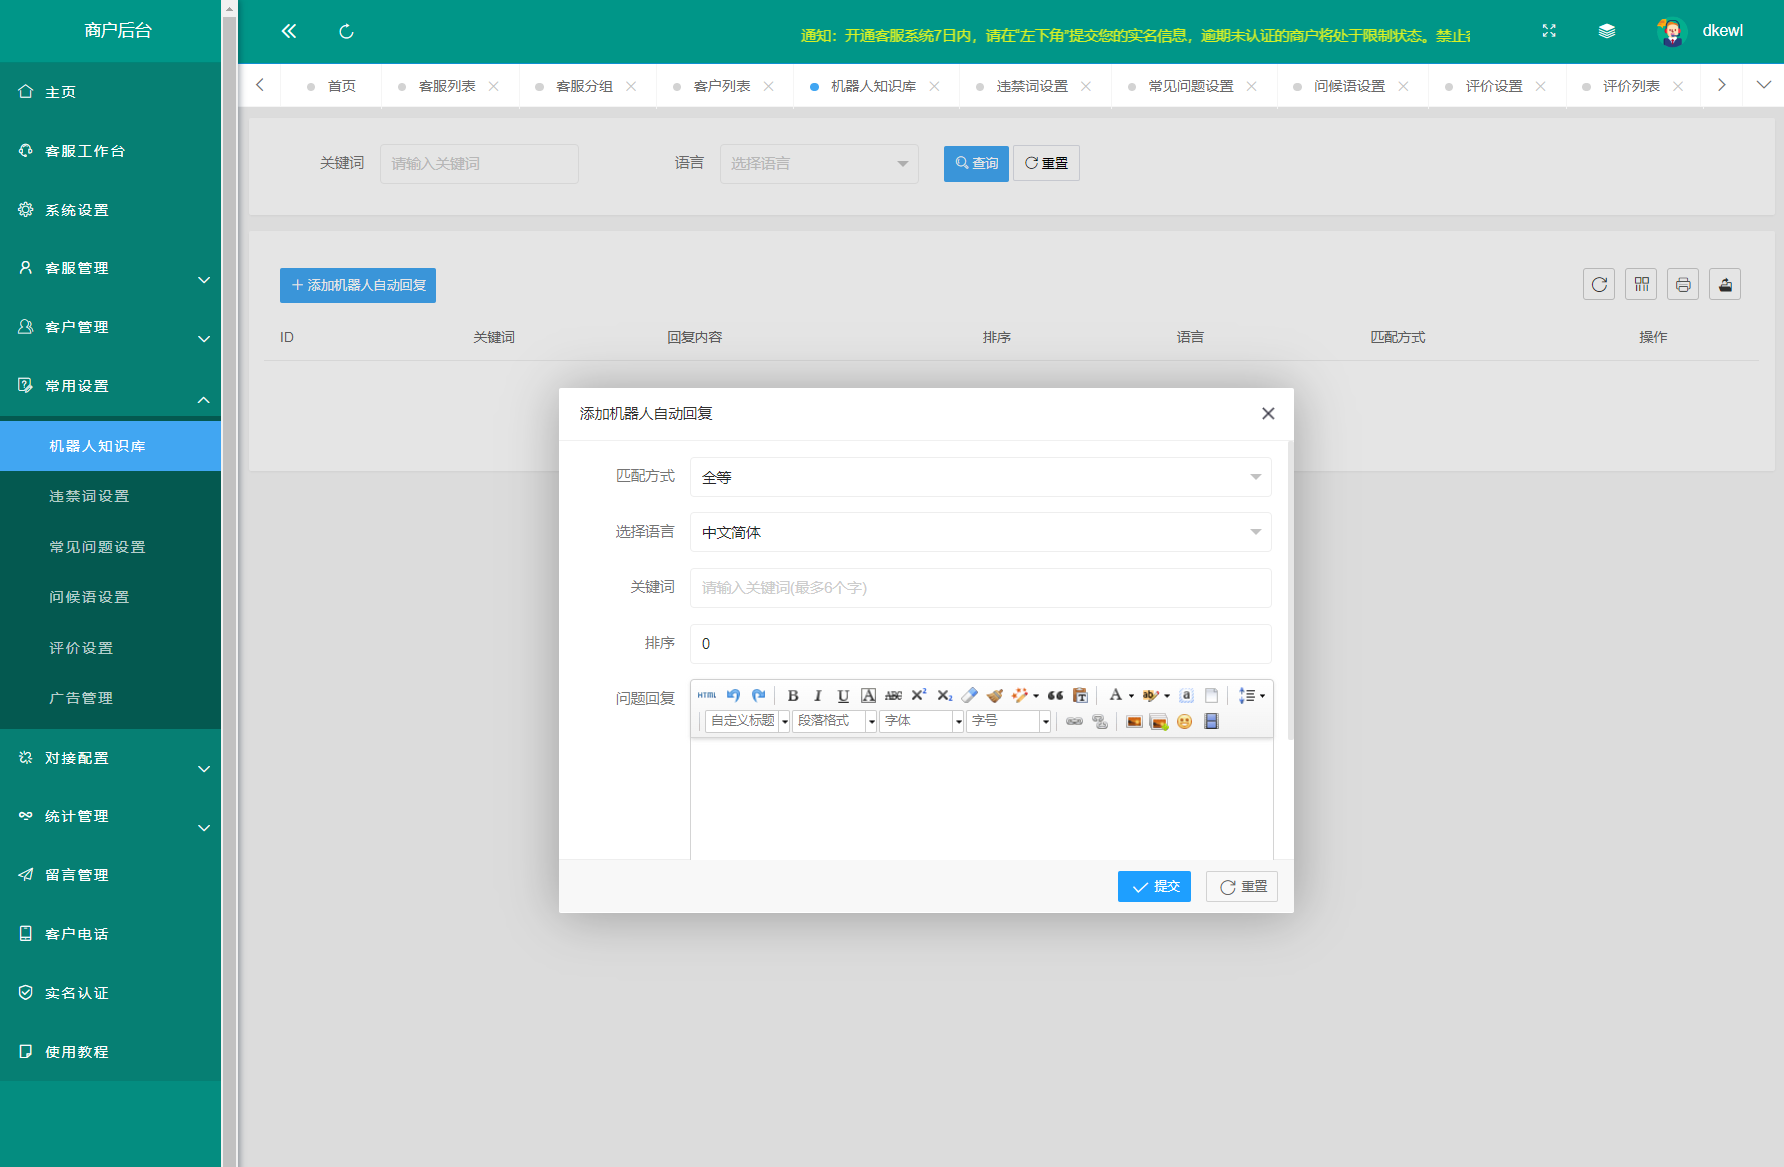 商户后台
通知：开通客服系统7日内，请在“左下角”提交您的实名信息，逾期未认证的商户将处于限制状态。禁止
dkewl
主页
客服工作台
系统设置
客服管理
客户管理
常用设置
机器人知识库
违禁词设置
常见问题设置
问候语设置
评价设置
广告管理
对接配置
统计管理
留言管理
客户电话
实名认证
使用教程
首页
客服列表
客服分组
客户列表
机器人知识库
违禁词设置
常见问题设置
问候语设置
评价设置
评价列表
关键词 请输入关键词 语言 选择语言 查询 重置
添加机器人自动回复
ID 关键词 回复内容 排序 语言 匹配方式 操作
添加机器人自动回复
匹配方式 全等
选择语言 中文简体
关键词 请输入关键词(最多6个字)
排序 0
问题回复
HTML B I U A ABC X² X₂ A ab a
自定义标题 段落格式 字体 字号
提交 重置